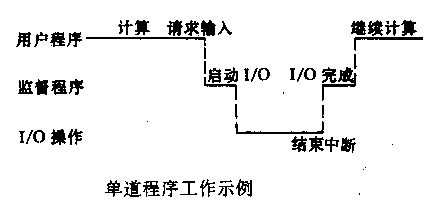 计算 请求输入 继续计算
用户程序
启动 I/O I/O 完成
监督程序
I/O 操作
结束中断
单道程序工作示例